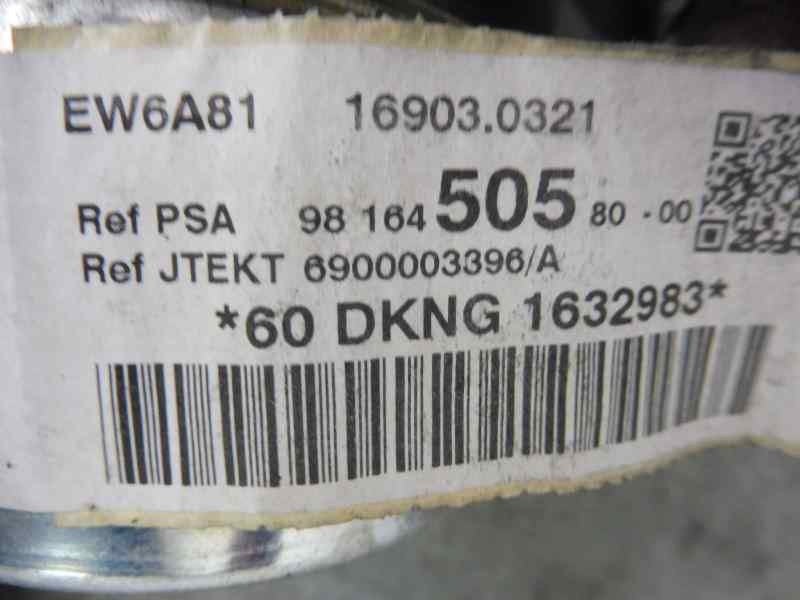 EW6A81 16903.0321
Ref PSA 98 164 505 80 - 00
Ref JTEKT 6900003396/A
*60 DKNG 1632983*